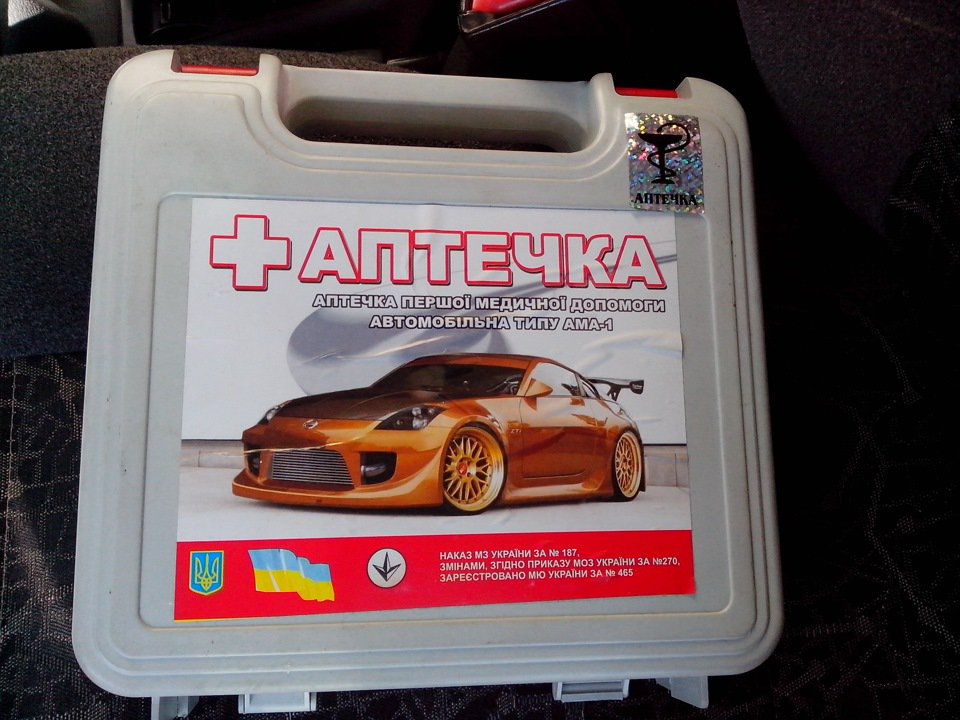 АПТЕЧКА
АПТЕЧКА
АПТЕЧКА ПЕРШОЇ МЕДИЧНОЇ ДОПОМОГИ
АВТОМОБІЛЬНА ТИПУ АМА-1
НАКАЗ МЗ УКРАЇНИ ЗА № 187,
ЗМІНАМИ, ЗГІДНО ПРИКАЗУ МОЗ УКРАЇНИ ЗА №270,
ЗАРЕЄСТРОВАНО МЮ УКРАЇНИ ЗА № 465